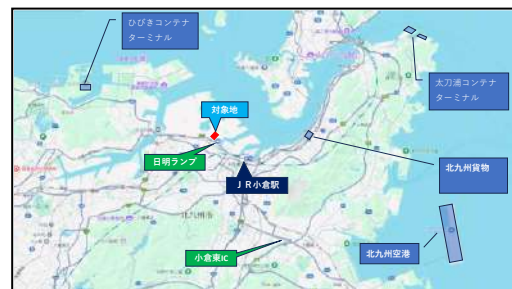 ひびきコンテナ
ターミナル
太刀浦コンテナ
ターミナル
対象地
日明ランプ
北九州貨物
ＪＲ小倉駅
北九州市
北九州空港
小倉東IC